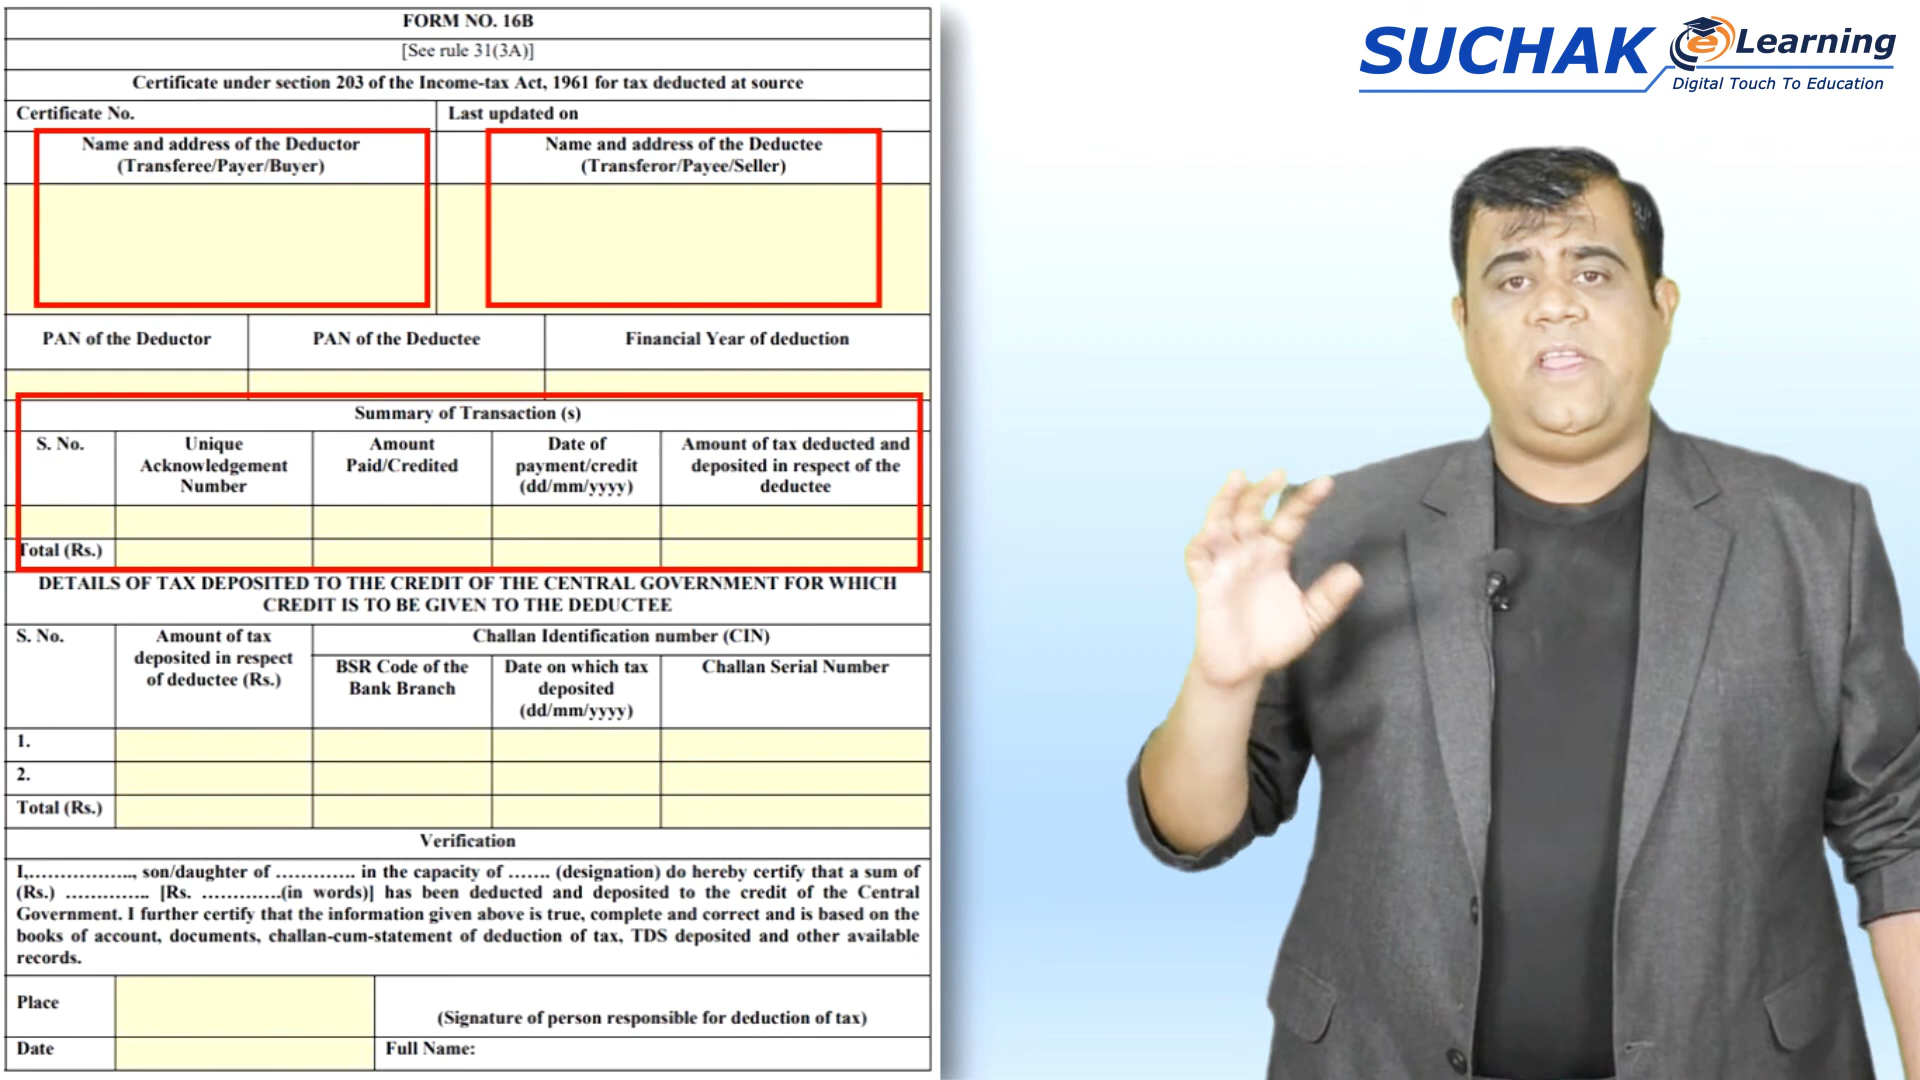 FORM NO. 16B
[See rule 31(3A)]
Certificate under section 203 of the Income-tax Act, 1961 for tax deducted at source
Certificate No.
Last updated on
Name and address of the Deductor
(Transferee/Payer/Buyer)
Name and address of the Deductee
(Transferor/Payee/Seller)
PAN of the Deductor
PAN of the Deductee
Financial Year of deduction
Summary of Transaction (s)
S. No.
Unique
Acknowledgement
Number
Amount
Paid/Credited
Date of
payment/credit
(dd/mm/yyyy)
Amount of tax deducted and
deposited in respect of the
deductee
Total (Rs.)
DETAILS OF TAX DEPOSITED TO THE CREDIT OF THE CENTRAL GOVERNMENT FOR WHICH
CREDIT IS TO BE GIVEN TO THE DEDUCTEE
S. No.
Amount of tax
deposited in respect
of deductee (Rs.)
Challan Identification number (CIN)
BSR Code of the
Bank Branch
Date on which tax
deposited
(dd/mm/yyyy)
Challan Serial Number
1.
2.
Total (Rs.)
Verification
I,................., son/daughter of ............. in the capacity of ....... (designation) do hereby certify that a sum of
(Rs.) .............. [Rs. .............(in words)] has been deducted and deposited to the credit of the Central
Government. I further certify that the information given above is true, complete and correct and is based on the
books of account, documents, challan-cum-statement of deduction of tax, TDS deposited and other available
records.
Place
(Signature of person responsible for deduction of tax)
Date
Full Name:
SUCHAK
e Learning
Digital Touch To Education